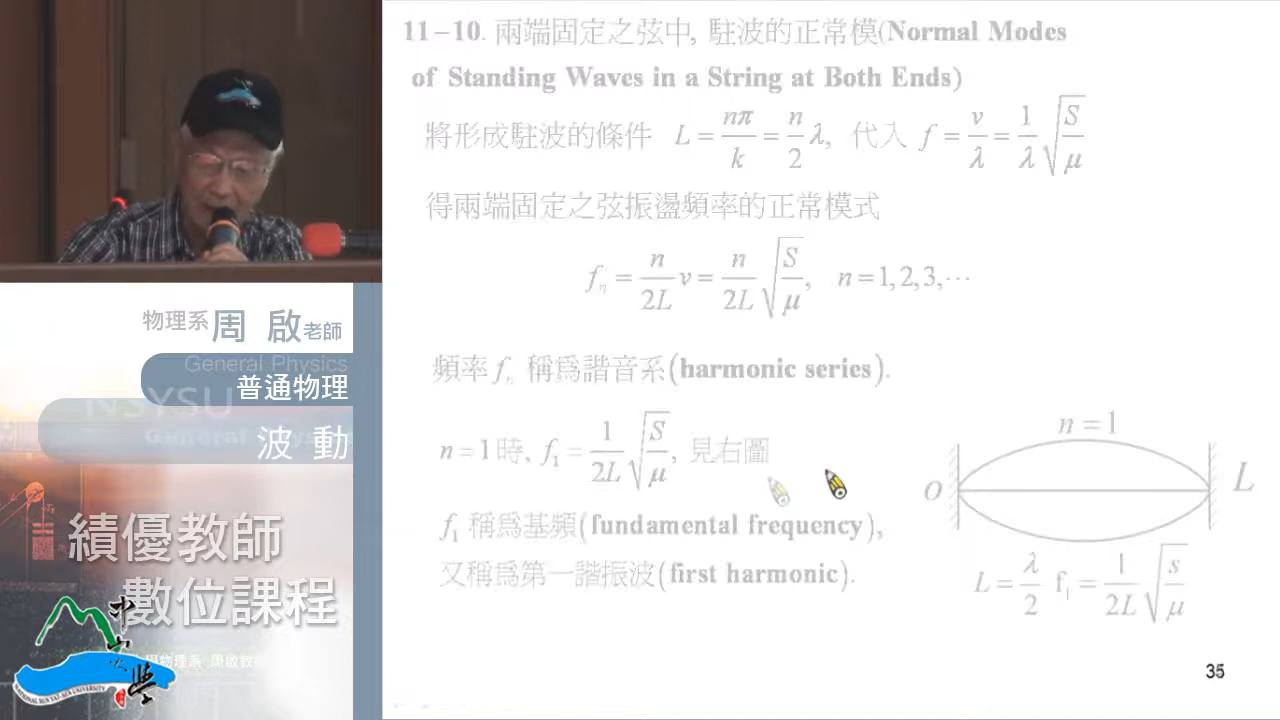 11-10. 兩端固定之弦中, 駐波的正常模(Normal Modes
of Standing Waves in a String at Both Ends)
將形成駐波的條件 L = nπ/k = n/2 λ, 代入 f = v/λ = 1/λ √(S/μ)
得兩端固定之弦振盪頻率的正常模式
fₙ = n/2L v = n/2L √(S/μ), n = 1, 2, 3, ⋯
頻率 fₙ 稱爲諧音系(harmonic series).
n = 1 時, f₁ = 1/2L √(S/μ), 見右圖
f₁ 稱爲基頻(fundamental frequency),
又稱爲第一諧振波(first harmonic).
n = 1
O
L
L = λ/2 f₁ = 1/2L √(s/μ)
35
物理系 周 啟 老師
General Physics
普通物理
NSYSU
波 動
績優教師
數位課程
NATIONAL SUN YAT-SEN UNIVERSITY